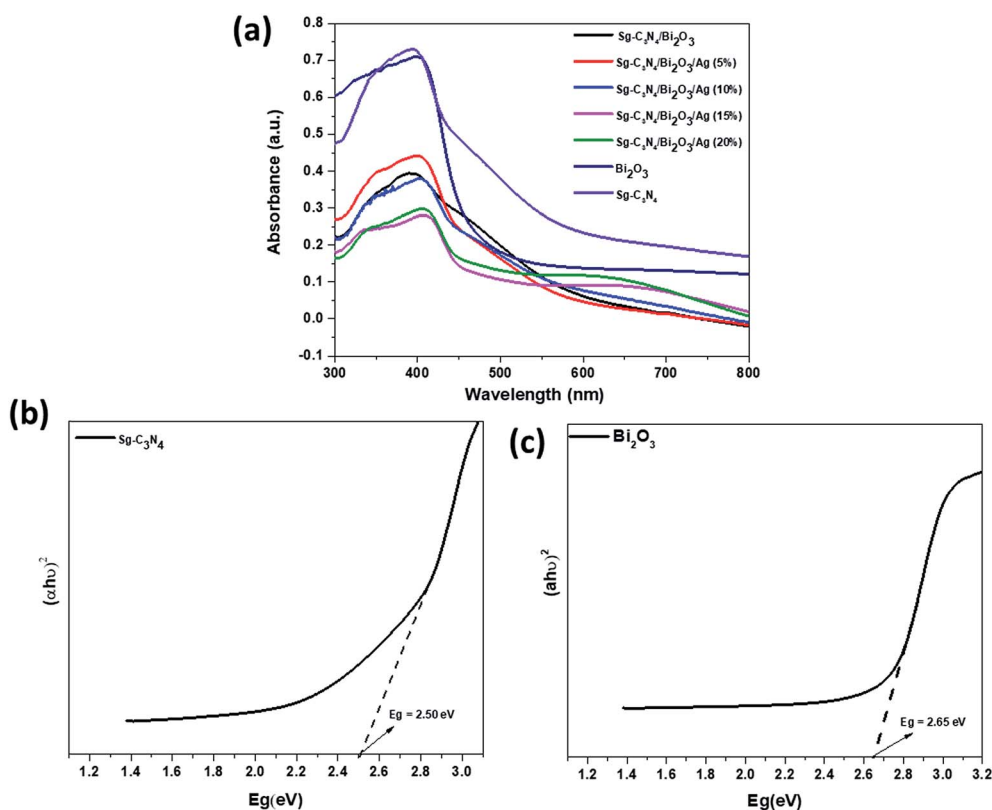 (a)
Sg-C₃N₄/Bi₂O₃
Sg-C₃N₄/Bi₂O₃/Ag (5%)
Sg-C₃N₄/Bi₂O₃/Ag (10%)
Sg-C₃N₄/Bi₂O₃/Ag (15%)
Sg-C₃N₄/Bi₂O₃/Ag (20%)
Bi₂O₃
Sg-C₃N₄
Absorbance (a.u.)
0.8
0.7
0.6
0.5
0.4
0.3
0.2
0.1
0.0
-0.1
300 400 500 600 700 800
Wavelength (nm)
(b)
Sg-C₃N₄
(αhυ)²
Eg = 2.50 eV
1.2 1.4 1.6 1.8 2.0 2.2 2.4 2.6 2.8 3.0
Eg(eV)
(c)
Bi₂O₃
(ahυ)²
Eg = 2.65 eV
1.2 1.4 1.6 1.8 2.0 2.2 2.4 2.6 2.8 3.0 3.2
Eg(eV)